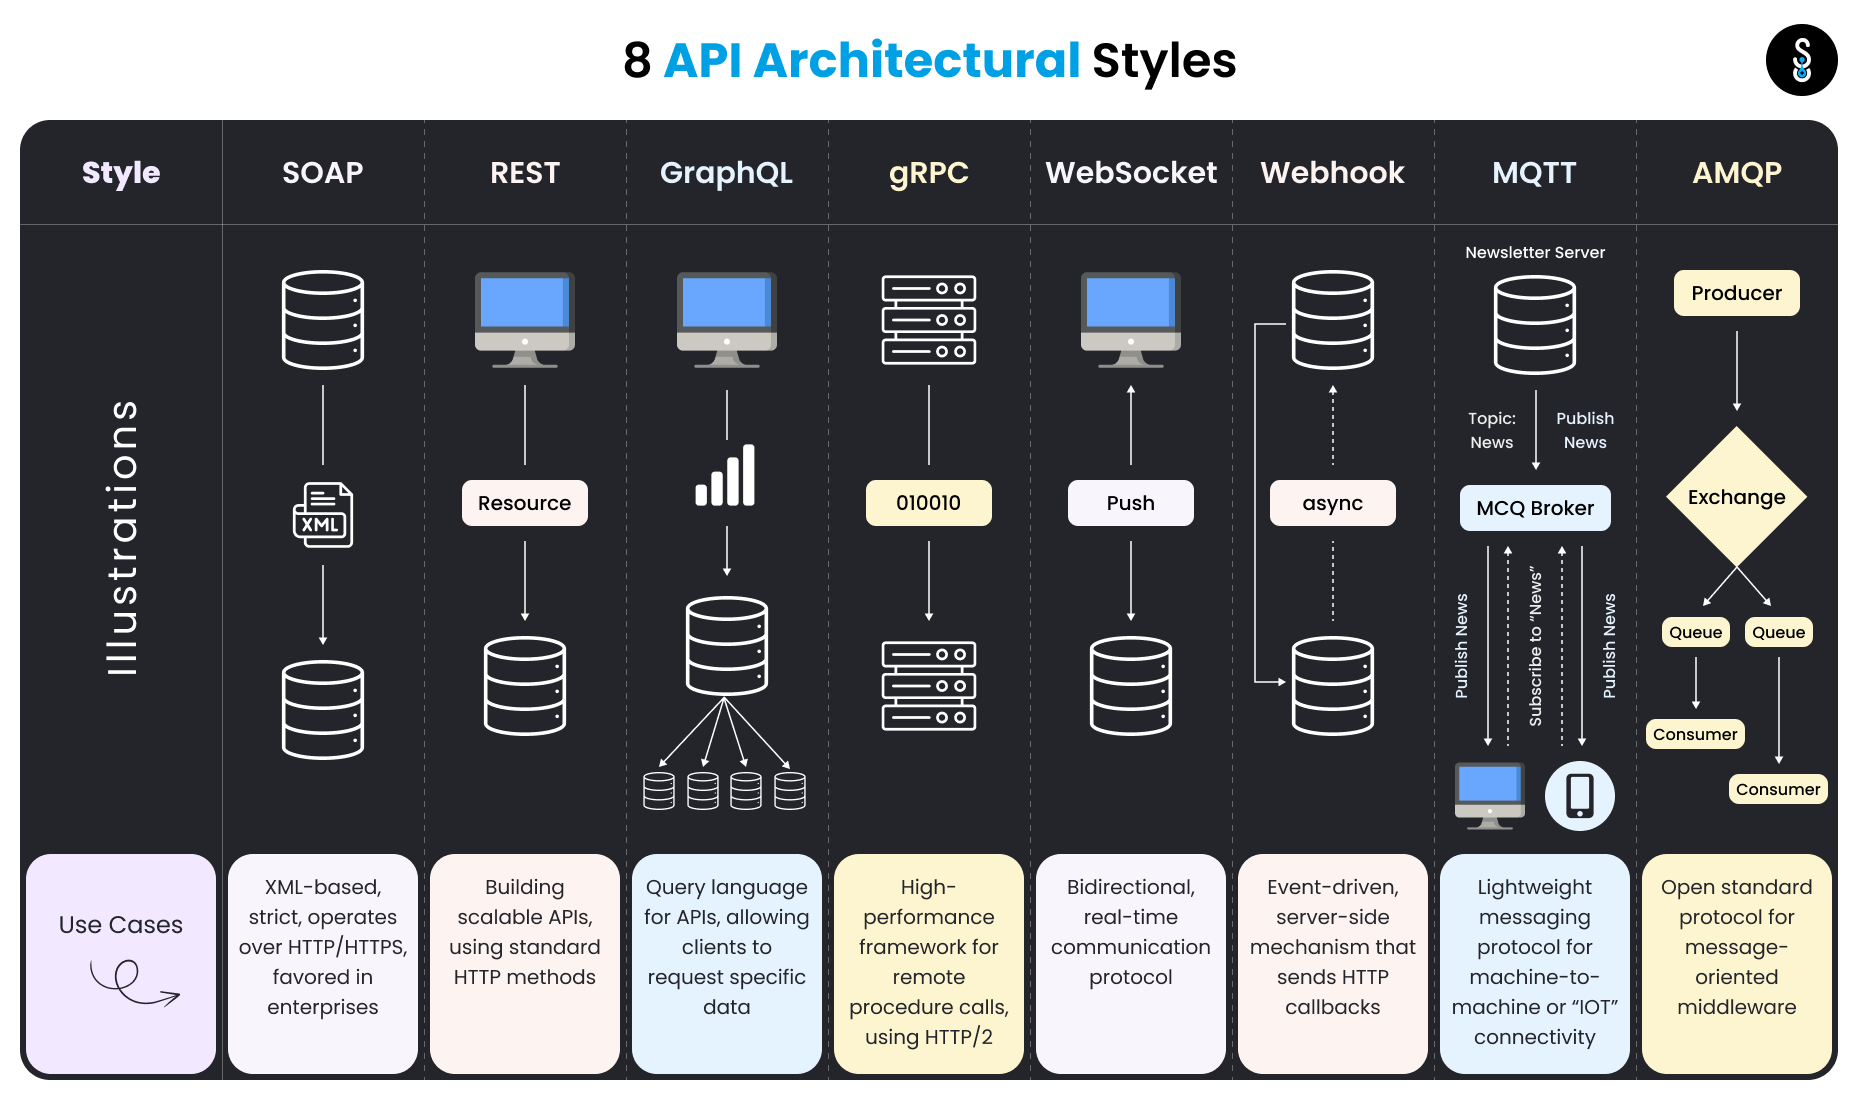 8 API Architectural Styles
Style
SOAP
REST
GraphQL
gRPC
WebSocket
Webhook
MQTT
AMQP
Illustrations
XML
Resource
010010
Push
async
Newsletter Server
Topic:
News
Publish
News
MCQ Broker
Publish News
Subscribe to “News”
Publish News
Producer
Exchange
Queue
Queue
Consumer
Consumer
Use Cases
XML-based,
strict, operates
over HTTP/HTTPS,
favored in
enterprises
Building
scalable APIs,
using standard
HTTP methods
Query language
for APIs, allowing
clients to
request specific
data
High-
performance
framework for
remote
procedure calls,
using HTTP/2
Bidirectional,
real-time
communication
protocol
Event-driven,
server-side
mechanism that
sends HTTP
callbacks
Lightweight
messaging
protocol for
machine-to-
machine or “IOT”
connectivity
Open standard
protocol for
message-
oriented
middleware